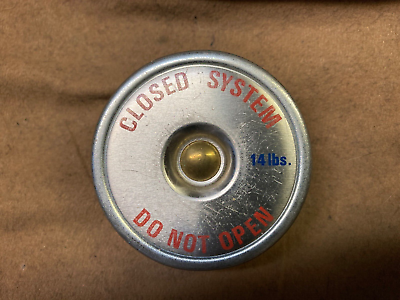 CLOSED SYSTEM
14 lbs.
DO NOT OPEN